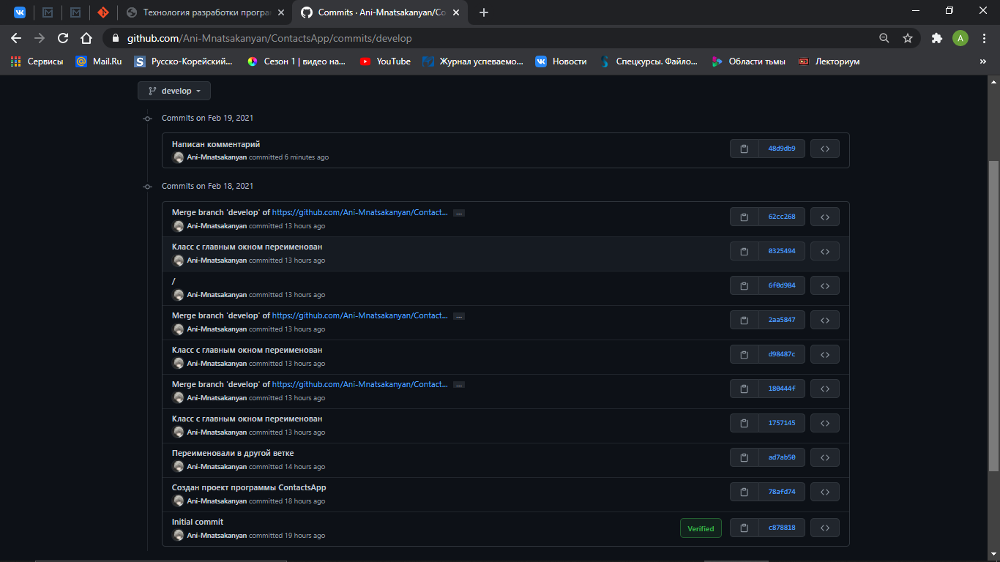 Технология разработки програ
Commits · Ani-Mnatsakanyan/Co
github.com/Ani-Mnatsakanyan/ContactsApp/commits/develop
A
Сервисы
Mail.Ru
Русско-Корейский...
Сезон 1 | видео на...
YouTube
Журнал успеваемо...
Новости
Спецкурсы. Файло...
Области тьмы
Лекториум
»
develop
Commits on Feb 19, 2021
Написан комментарий
48d9db9
Ani-Mnatsakanyan committed 6 minutes ago
Commits on Feb 18, 2021
Merge branch 'develop' of https://github.com/Ani-Mnatsakanyan/Contact... ...
62cc268
Ani-Mnatsakanyan committed 13 hours ago
Класс с главным окном переименован
0325494
Ani-Mnatsakanyan committed 13 hours ago
/
6f0d984
Ani-Mnatsakanyan committed 13 hours ago
Merge branch 'develop' of https://github.com/Ani-Mnatsakanyan/Contact... ...
2aa5847
Ani-Mnatsakanyan committed 13 hours ago
Класс с главным окном переименован
d98487c
Ani-Mnatsakanyan committed 13 hours ago
Merge branch 'develop' of https://github.com/Ani-Mnatsakanyan/Contact... ...
180444f
Ani-Mnatsakanyan committed 13 hours ago
Класс с главным окном переименован
1757145
Ani-Mnatsakanyan committed 13 hours ago
Переименовали в другой ветке
ad7ab50
Ani-Mnatsakanyan committed 14 hours ago
Создан проект программы ContactsApp
78afd74
Ani-Mnatsakanyan committed 18 hours ago
Initial commit
Verified
c878818
Ani-Mnatsakanyan committed 19 hours ago